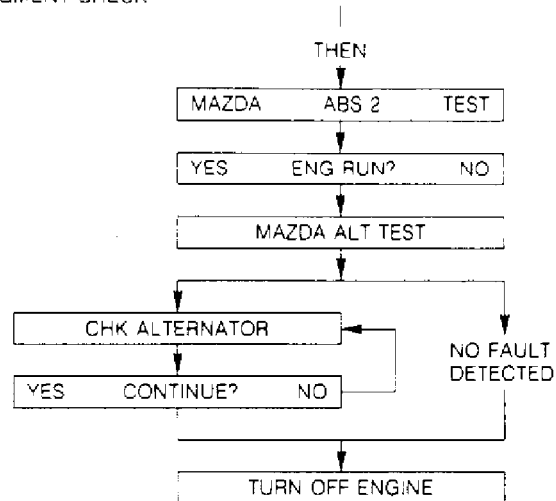 THEN
MAZDA ABS 2 TEST
YES ENG RUN? NO
MAZDA ALT TEST
CHK ALTERNATOR
NO FAULT
DETECTED
YES CONTINUE? NO
TURN OFF ENGINE